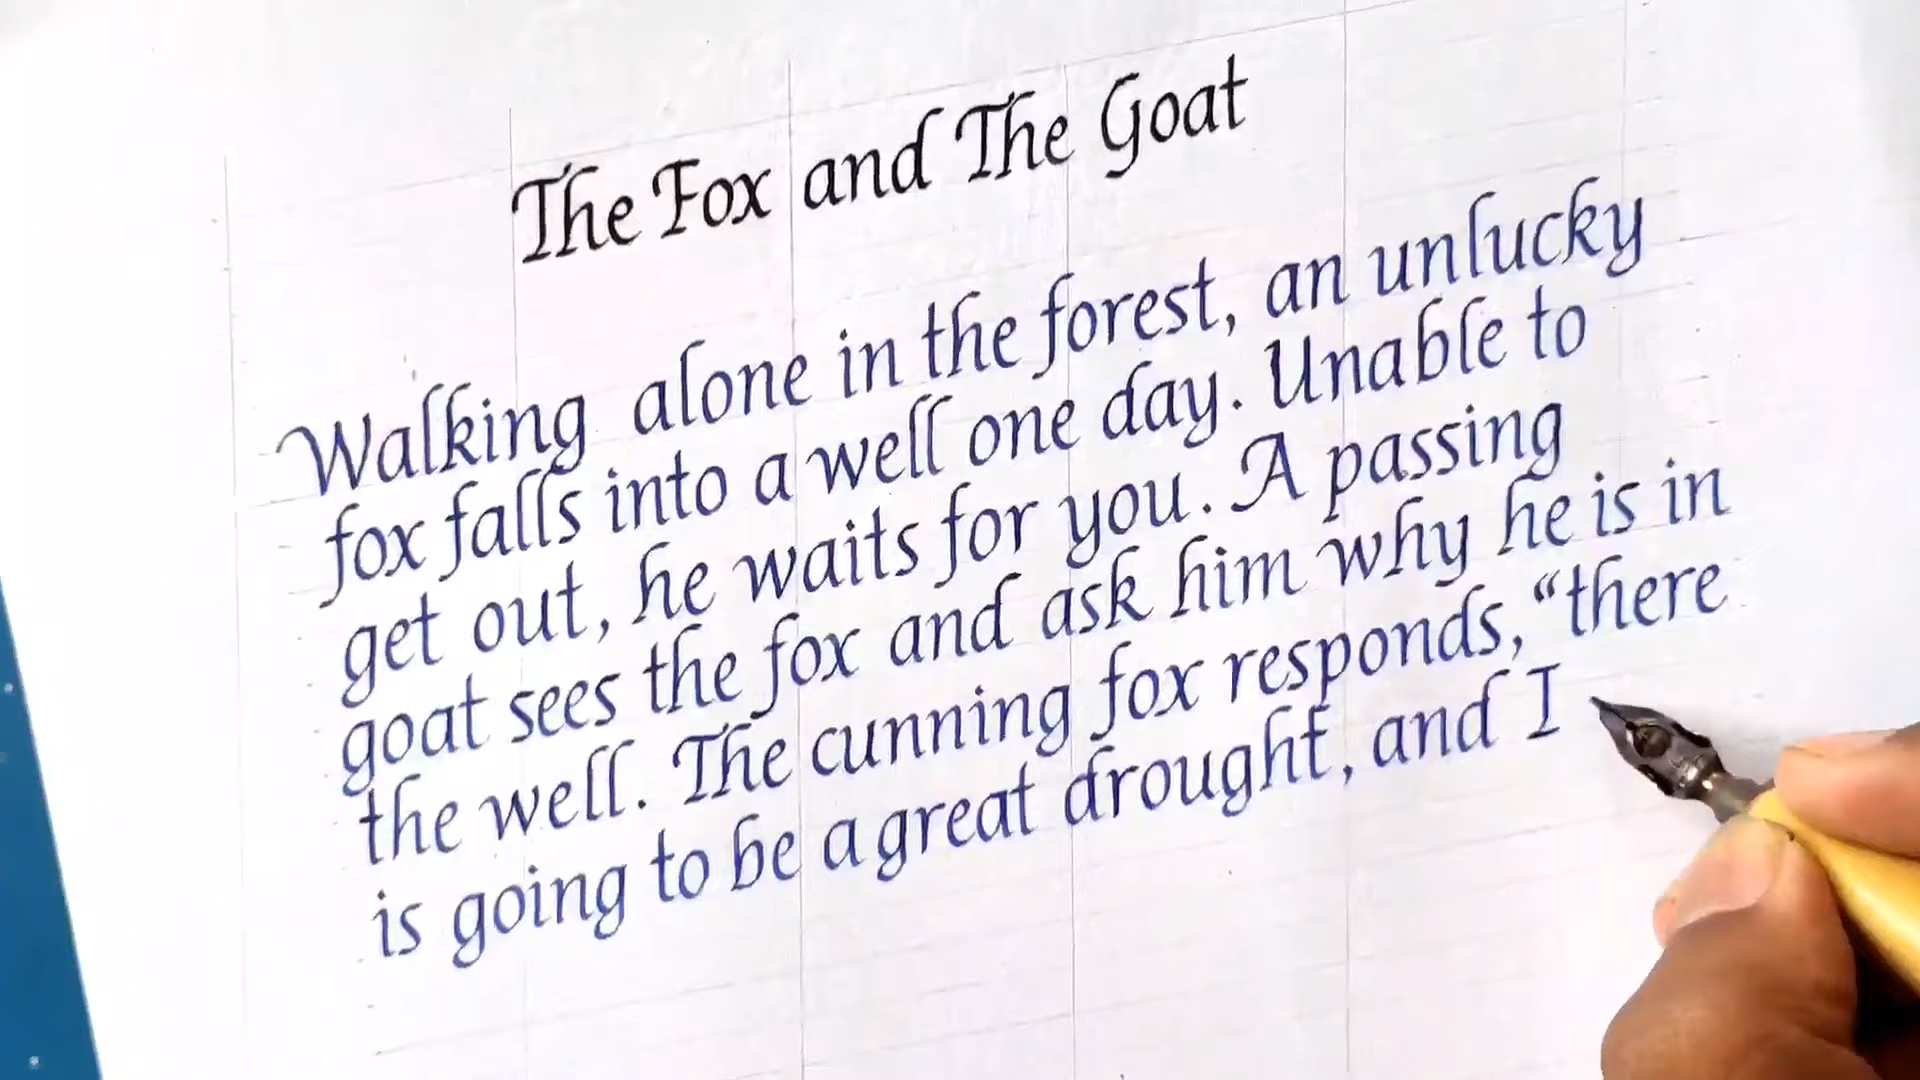 The Fox and The Goat
Walking alone in the forest, an unlucky
fox falls into a well one day. Unable to
get out, he waits for you. A passing
goat sees the fox and ask him why he is in
the well. The cunning fox responds, “there
is going to be a great drought, and I